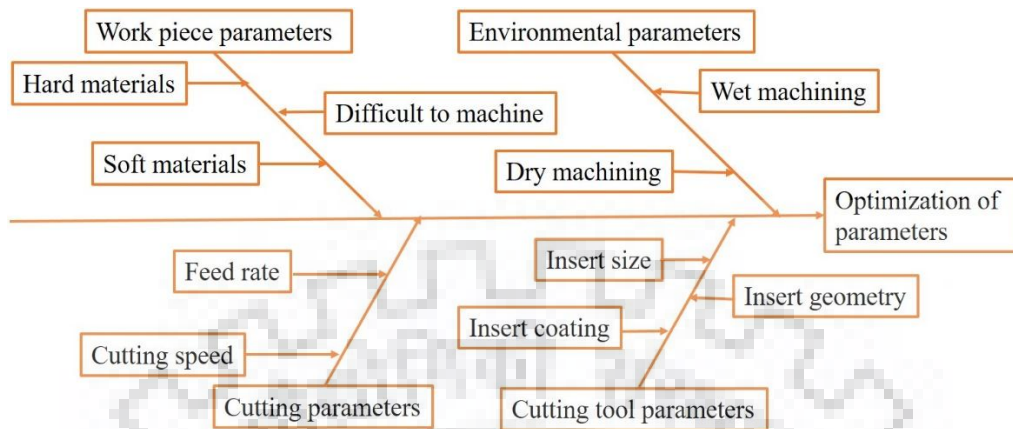 Work piece parameters
Environmental parameters
Hard materials
Wet machining
Difficult to machine
Soft materials
Dry machining
Optimization of
parameters
Insert size
Feed rate
Insert geometry
Insert coating
Cutting speed
Cutting parameters
Cutting tool parameters